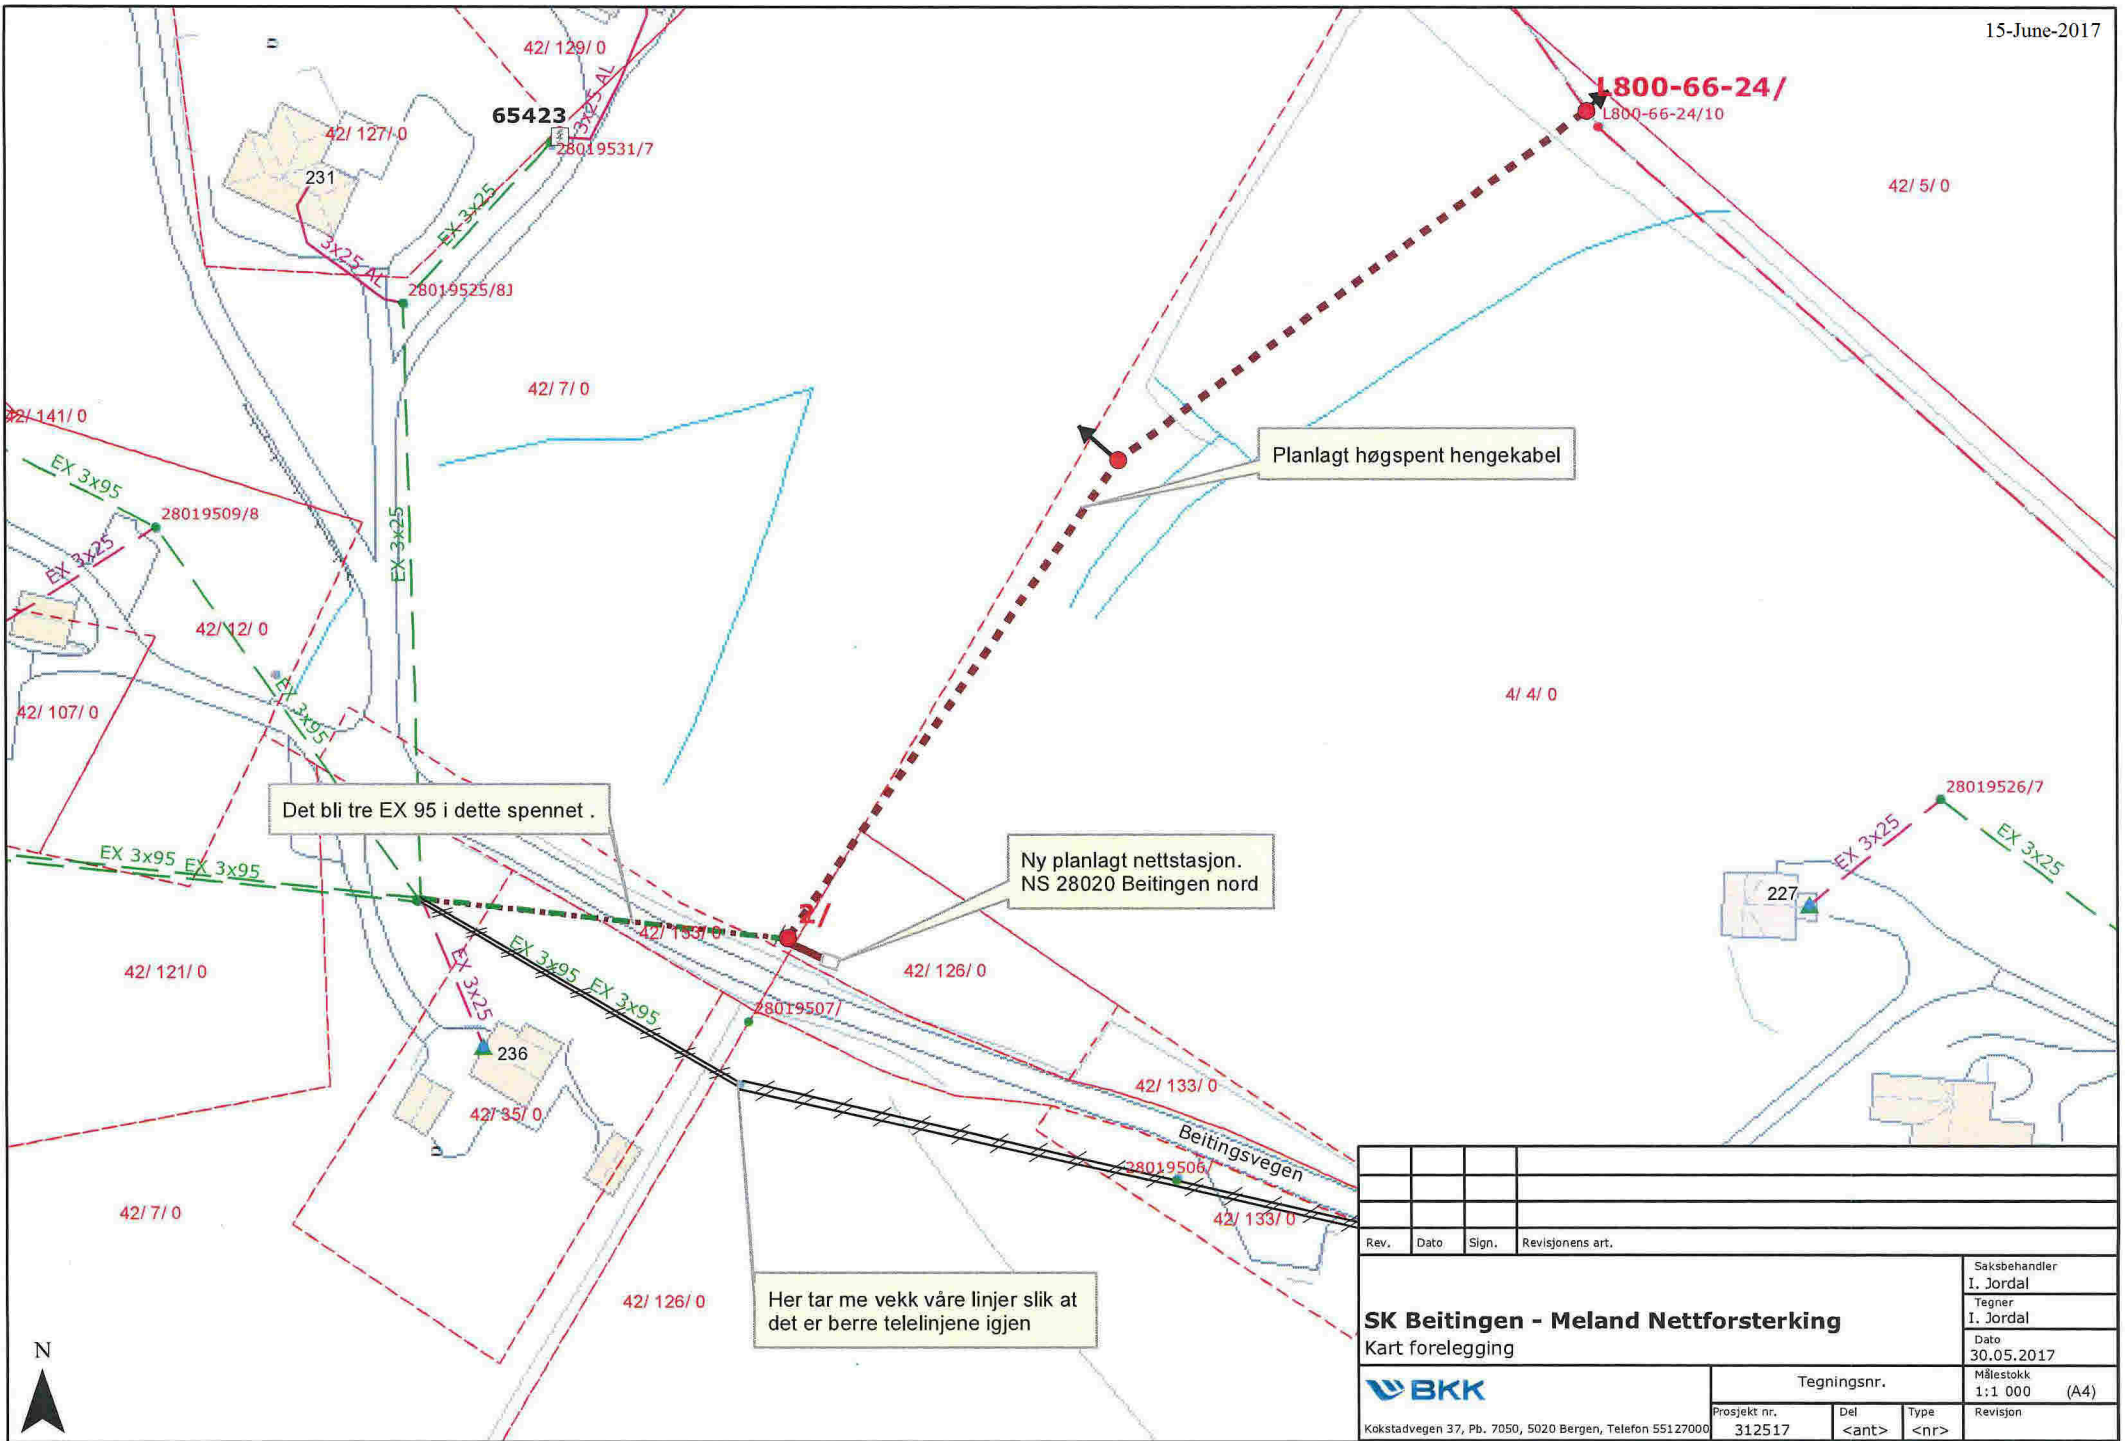 15-June-2017
42/ 129/ 0
3x25 AL
65423
28019531/7
42/ 127/ 0
231
EX 3x25
3x25 AL
28019525/8J
L800-66-24/
L800-66-24/10
42/ 5/ 0
42/ 7/ 0
42/ 141/ 0
EX 3x95
28019509/8
EX 3x25
EX 3x25
Planlagt høgspent hengekabel
42/ 12/ 0
42/ 107/ 0
EX 3x95
4/ 4/ 0
28019526/7
EX 3x25
EX 3x25
227
Det bli tre EX 95 i dette spennet .
EX 3x95 EX 3x95
Ny planlagt nettstasjon.
NS 28020 Beitingen nord
2/
42/ 133/ 0
42/ 121/ 0
EX 3x25
EX 3x95 EX 3x95
42/ 126/ 0
28019507/
236
42/ 35/ 0
42/ 133/ 0
Beitingsvegen
28019506/
42/ 133/ 0
42/ 7/ 0
42/ 126/ 0
Her tar me vekk våre linjer slik at
det er berre telelinjene igjen
N
Rev. Dato Sign. Revisjonens art.
SK Beitingen - Meland Nettforsterking
Kart forelegging
Saksbehandler
I. Jordal
Tegner
I. Jordal
Dato
30.05.2017
Målestokk
1:1 000 (A4)
Revisjon
BKK
Kokstadvegen 37, Pb. 7050, 5020 Bergen, Telefon 55127000
Tegningsnr.
Prosjekt nr.
312517
Del
<ant>
Type
<nr>